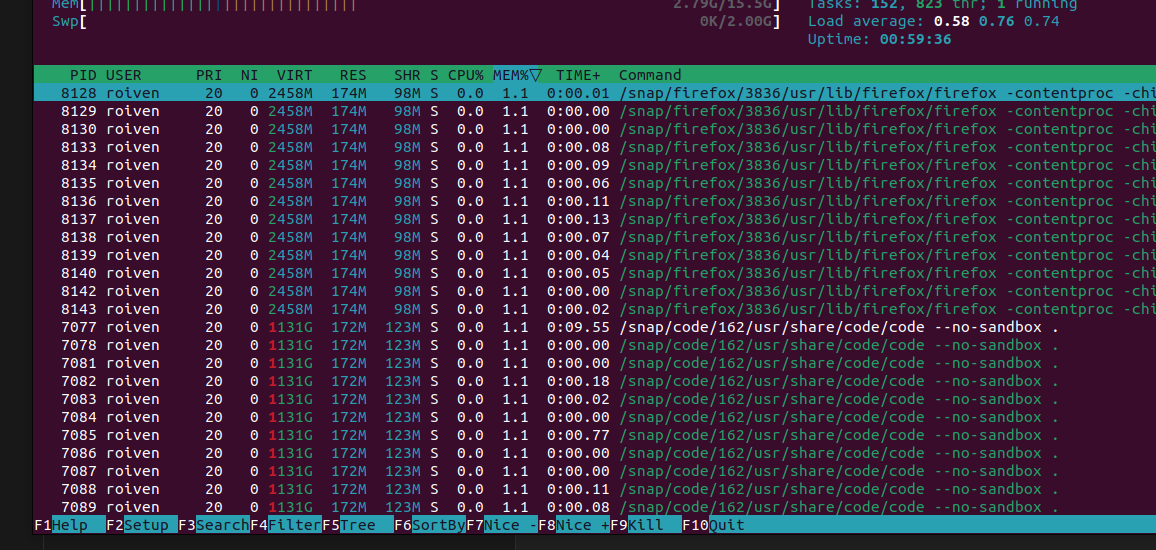 Mem[||||||||||||||||||||||||||||||         2.79G/15.5G]   Tasks: 152, 823 thr; 1 running
Swp[         0K/2.00G]   Load average: 0.58 0.76 0.74
Uptime: 00:59:36
PID USER PRI NI VIRT RES SHR S CPU% MEM%▽ TIME+ Command
8128 roiven 20 0 2458M 174M 98M S 0.0 1.1 0:00.01 /snap/firefox/3836/usr/lib/firefox/firefox -contentproc -chi
8129 roiven 20 0 2458M 174M 98M S 0.0 1.1 0:00.00 /snap/firefox/3836/usr/lib/firefox/firefox -contentproc -chi
8130 roiven 20 0 2458M 174M 98M S 0.0 1.1 0:00.00 /snap/firefox/3836/usr/lib/firefox/firefox -contentproc -chi
8133 roiven 20 0 2458M 174M 98M S 0.0 1.1 0:00.08 /snap/firefox/3836/usr/lib/firefox/firefox -contentproc -chi
8134 roiven 20 0 2458M 174M 98M S 0.0 1.1 0:00.09 /snap/firefox/3836/usr/lib/firefox/firefox -contentproc -chi
8135 roiven 20 0 2458M 174M 98M S 0.0 1.1 0:00.06 /snap/firefox/3836/usr/lib/firefox/firefox -contentproc -chi
8136 roiven 20 0 2458M 174M 98M S 0.0 1.1 0:00.11 /snap/firefox/3836/usr/lib/firefox/firefox -contentproc -chi
8137 roiven 20 0 2458M 174M 98M S 0.0 1.1 0:00.13 /snap/firefox/3836/usr/lib/firefox/firefox -contentproc -chi
8138 roiven 20 0 2458M 174M 98M S 0.0 1.1 0:00.07 /snap/firefox/3836/usr/lib/firefox/firefox -contentproc -chi
8139 roiven 20 0 2458M 174M 98M S 0.0 1.1 0:00.04 /snap/firefox/3836/usr/lib/firefox/firefox -contentproc -chi
8140 roiven 20 0 2458M 174M 98M S 0.0 1.1 0:00.05 /snap/firefox/3836/usr/lib/firefox/firefox -contentproc -chi
8142 roiven 20 0 2458M 174M 98M S 0.0 1.1 0:00.00 /snap/firefox/3836/usr/lib/firefox/firefox -contentproc -chi
8143 roiven 20 0 2458M 174M 98M S 0.0 1.1 0:00.02 /snap/firefox/3836/usr/lib/firefox/firefox -contentproc -chi
7077 roiven 20 0 1131G 172M 123M S 0.0 1.1 0:09.55 /snap/code/162/usr/share/code/code --no-sandbox .
7078 roiven 20 0 1131G 172M 123M S 0.0 1.1 0:00.00 /snap/code/162/usr/share/code/code --no-sandbox .
7081 roiven 20 0 1131G 172M 123M S 0.0 1.1 0:00.00 /snap/code/162/usr/share/code/code --no-sandbox .
7082 roiven 20 0 1131G 172M 123M S 0.0 1.1 0:00.18 /snap/code/162/usr/share/code/code --no-sandbox .
7083 roiven 20 0 1131G 172M 123M S 0.0 1.1 0:00.02 /snap/code/162/usr/share/code/code --no-sandbox .
7084 roiven 20 0 1131G 172M 123M S 0.0 1.1 0:00.00 /snap/code/162/usr/share/code/code --no-sandbox .
7085 roiven 20 0 1131G 172M 123M S 0.0 1.1 0:00.77 /snap/code/162/usr/share/code/code --no-sandbox .
7086 roiven 20 0 1131G 172M 123M S 0.0 1.1 0:00.00 /snap/code/162/usr/share/code/code --no-sandbox .
7087 roiven 20 0 1131G 172M 123M S 0.0 1.1 0:00.00 /snap/code/162/usr/share/code/code --no-sandbox .
7088 roiven 20 0 1131G 172M 123M S 0.0 1.1 0:00.11 /snap/code/162/usr/share/code/code --no-sandbox .
7089 roiven 20 0 1131G 172M 123M S 0.0 1.1 0:00.08 /snap/code/162/usr/share/code/code --no-sandbox .
F1Help F2Setup F3SearchF4FilterF5Tree F6SortByF7Nice -F8Nice +F9Kill F10Quit